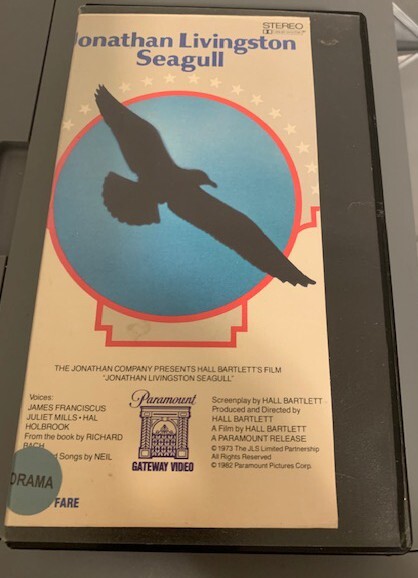 STEREO
Jonathan Livingston
Seagull
THE JONATHAN COMPANY PRESENTS HALL BARTLETT'S FILM
"JONATHAN LIVINGSTON SEAGULL"
Voices:
JAMES FRANCISCUS
JULIET MILLS • HAL
HOLBROOK
From the book by RICHARD
BACH
Songs by NEIL
DRAMA
FARE
Paramount
GATEWAY VIDEO
Screenplay by HALL BARTLETT
Produced and Directed by
HALL BARTLETT
A Film by HALL BARTLETT
A PARAMOUNT RELEASE
© 1973 The JLS Limited Partnership
All Rights Reserved
© 1982 Paramount Pictures Corp.